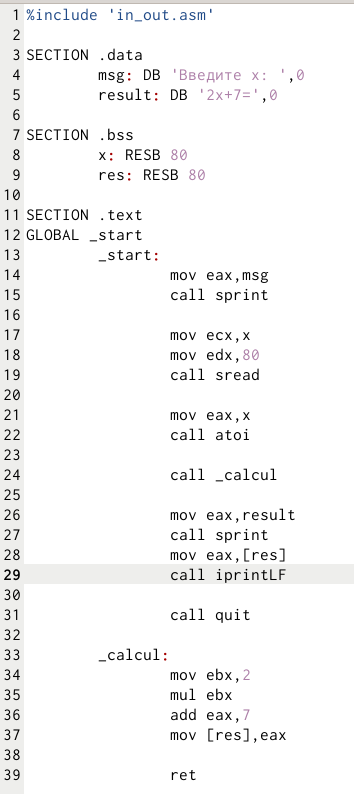 1 %include 'in_out.asm'
2
3 SECTION .data
4         msg: DB 'Введите x: ',0
5         result: DB '2x+7=',0
6
7 SECTION .bss
8         x: RESB 80
9         res: RESB 80
10
11 SECTION .text
12 GLOBAL _start
13         _start:
14                 mov eax,msg
15                 call sprint
16
17                 mov ecx,x
18                 mov edx,80
19                 call sread
20
21                 mov eax,x
22                 call atoi
23
24                 call _calcul
25
26                 mov eax,result
27                 call sprint
28                 mov eax,[res]
29                 call iprintLF
30
31                 call quit
32
33         _calcul:
34                 mov ebx,2
35                 mul ebx
36                 add eax,7
37                 mov [res],eax
38
39                 ret